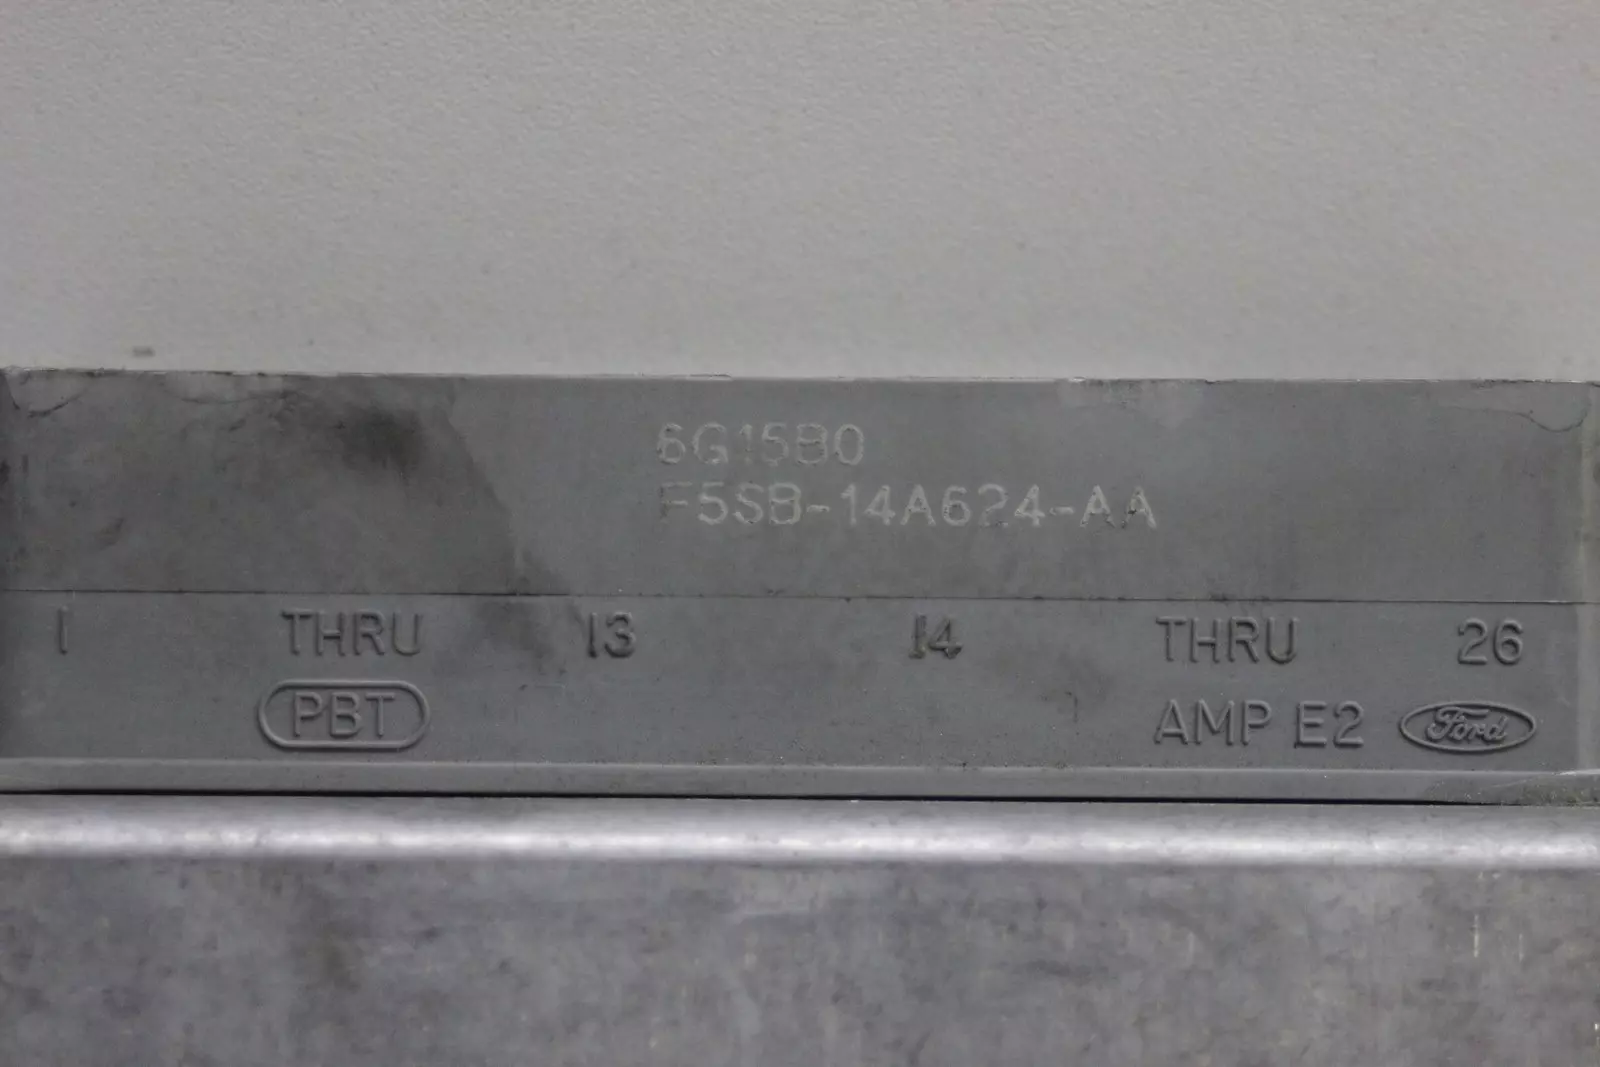 6G15B0
F5SB-14A624-AA
1 THRU 13 14 THRU 26
PBT AMP E2 Ford